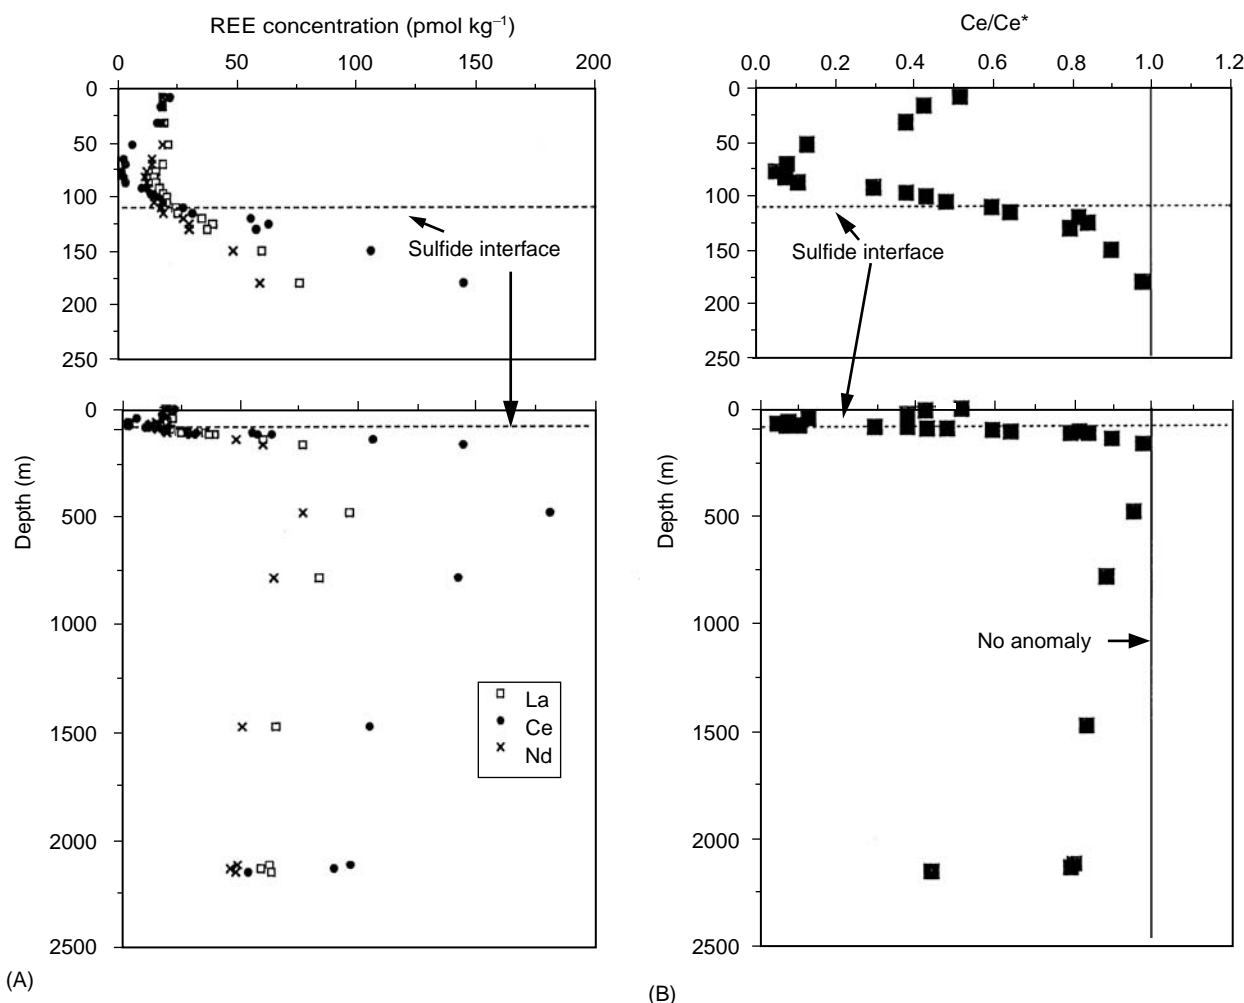 REE concentration (pmol kg⁻¹)
0 50 100 150 200
0
50
100
150
200
250
Sulfide interface
0
500
1000
1500
2000
2500
Depth (m)
La
Ce
Nd
(A)
Ce/Ce*
0.0 0.2 0.4 0.6 0.8 1.0 1.2
0
50
100
150
200
250
Sulfide interface
0
500
1000
1500
2000
2500
Depth (m)
No anomaly
(B)